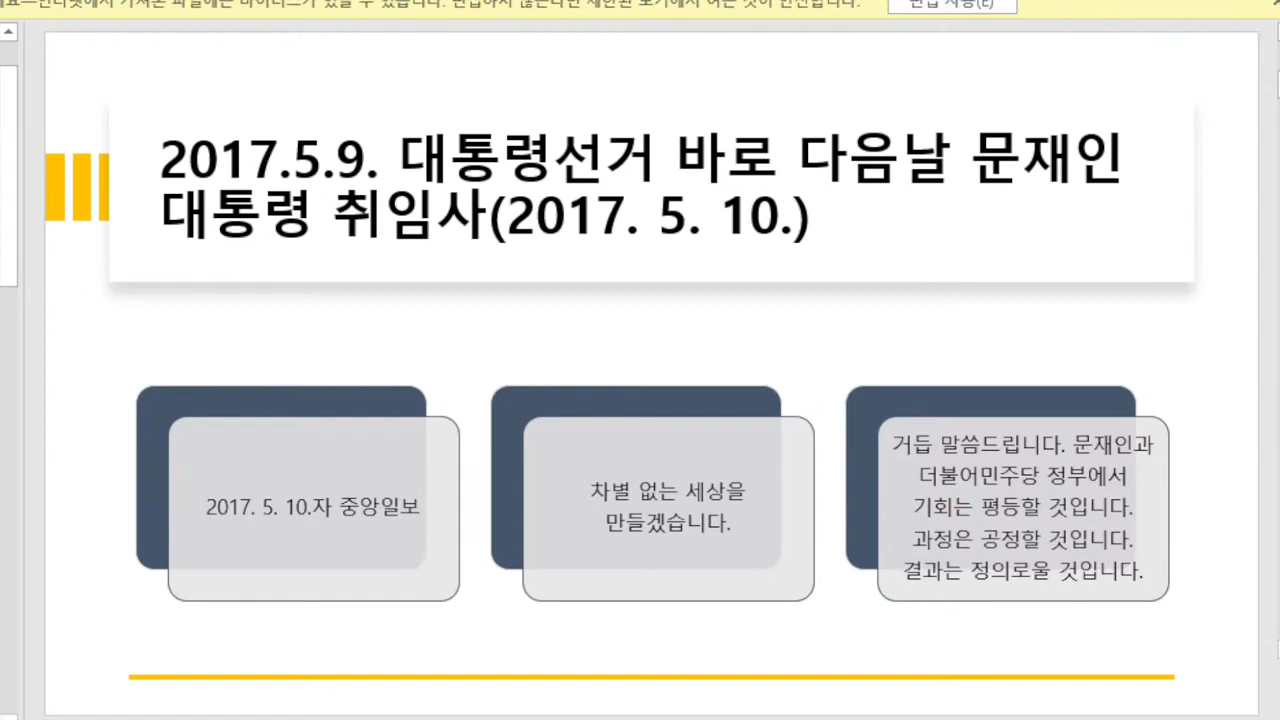 편집 사용(E)
2017.5.9. 대통령선거 바로 다음날 문재인
대통령 취임사(2017. 5. 10.)
2017. 5. 10.자 중앙일보
차별 없는 세상을
만들겠습니다.
거듭 말씀드립니다. 문재인과
더불어민주당 정부에서
기회는 평등할 것입니다.
과정은 공정할 것입니다.
결과는 정의로울 것입니다.